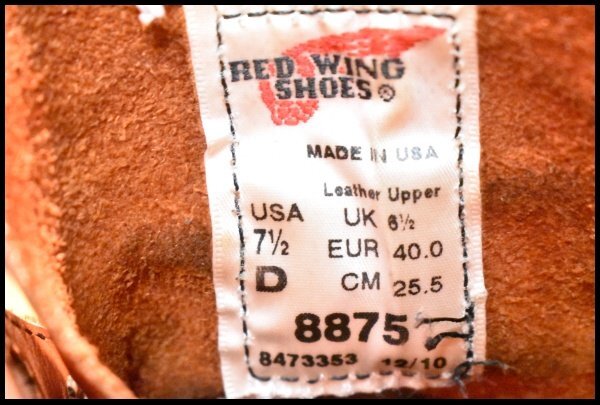 RED WING
SHOES®
MADE IN USA
Leather Upper
USA UK 6½
7½ EUR 40.0
D CM 25.5
8875
8473353 12/10